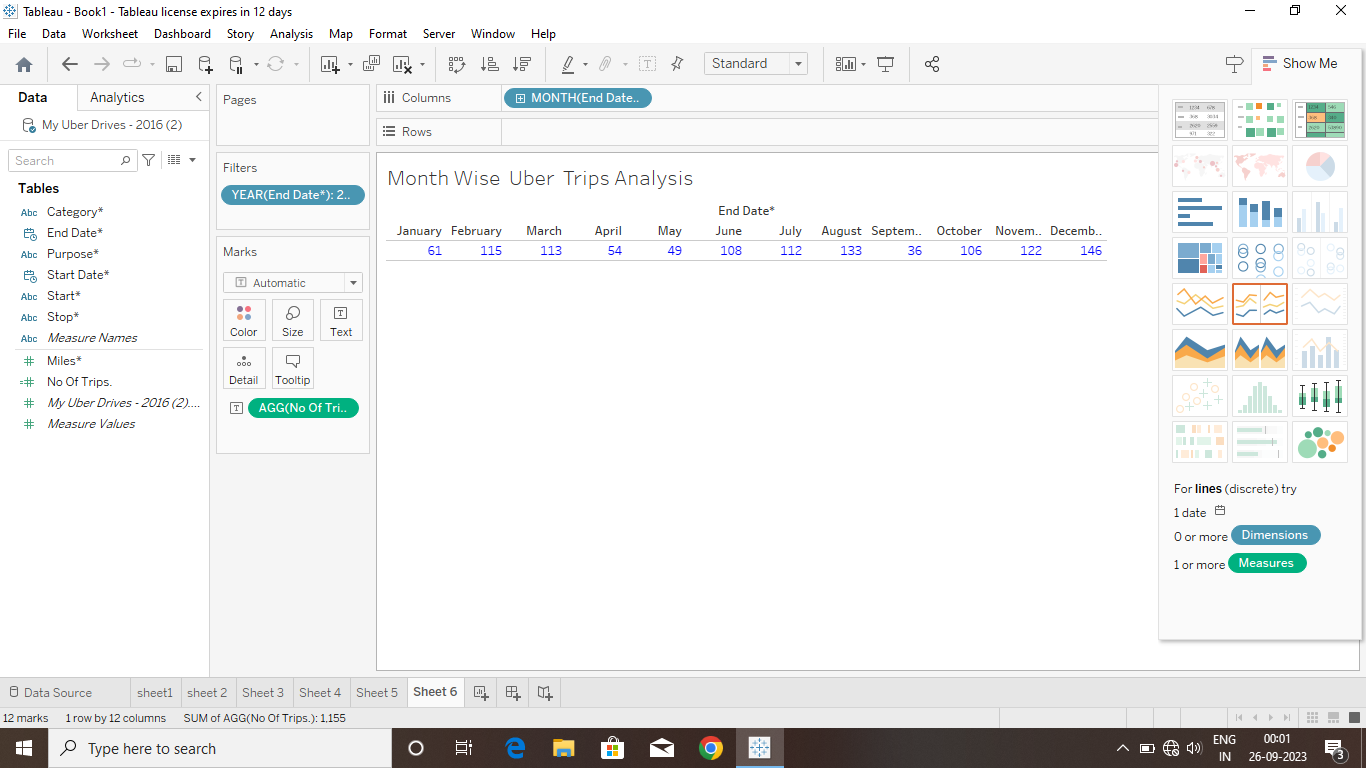 Tableau - Book1 - Tableau license expires in 12 days
File Data Worksheet Dashboard Story Analysis Map Format Server Window Help
Standard
Show Me
Data Analytics
My Uber Drives - 2016 (2)
Search
Tables
Abc Category*
End Date*
Abc Purpose*
Start Date*
Abc Start*
Abc Stop*
Abc Measure Names
# Miles*
=# No Of Trips.
# My Uber Drives - 2016 (2)....
# Measure Values
Pages
Filters
YEAR(End Date*): 2..
Marks
Automatic
Color Size Text
Detail Tooltip
AGG(No Of Tri..
Columns MONTH(End Date..
Rows
Month Wise Uber Trips Analysis
End Date*
January February March April May June July August Septem.. October Novem.. Decemb..
61 115 113 54 49 108 112 133 36 106 122 146
For lines (discrete) try
1 date
0 or more Dimensions
1 or more Measures
Data Source sheet1 sheet 2 Sheet 3 Sheet 4 Sheet 5 Sheet 6
12 marks 1 row by 12 columns SUM of AGG(No Of Trips.): 1,155
Type here to search
ENG 00:01
IN 26-09-2023
3